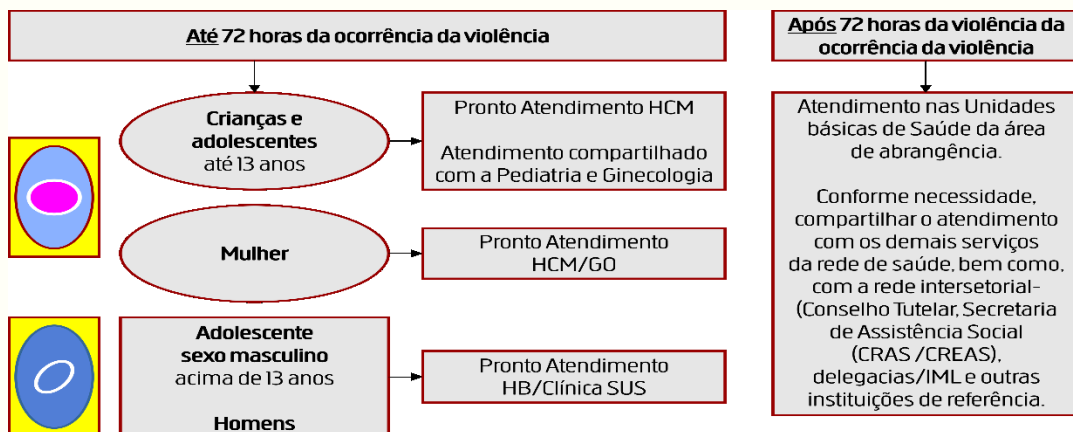 Até 72 horas da ocorrência da violência
Crianças e
adolescentes
até 13 anos
Pronto Atendimento HCM
Atendimento compartilhado
com a Pediatria e Ginecologia
Mulher
Pronto Atendimento
HCM/GO
Adolescente
sexo masculino
acima de 13 anos
Homens
Pronto Atendimento
HB/Clínica SUS
Após 72 horas da violência da
ocorrência da violência
Atendimento nas Unidades
básicas de Saúde da área
de abrangência.
Conforme necessidade,
compartilhar o atendimento
com os demais serviços
da rede de saúde, bem como,
com a rede intersetorial-
(Conselho Tutelar, Secretaria
de Assistência Social
(CRAS /CREAS),
delegacias/IML e outras
instituições de referência.